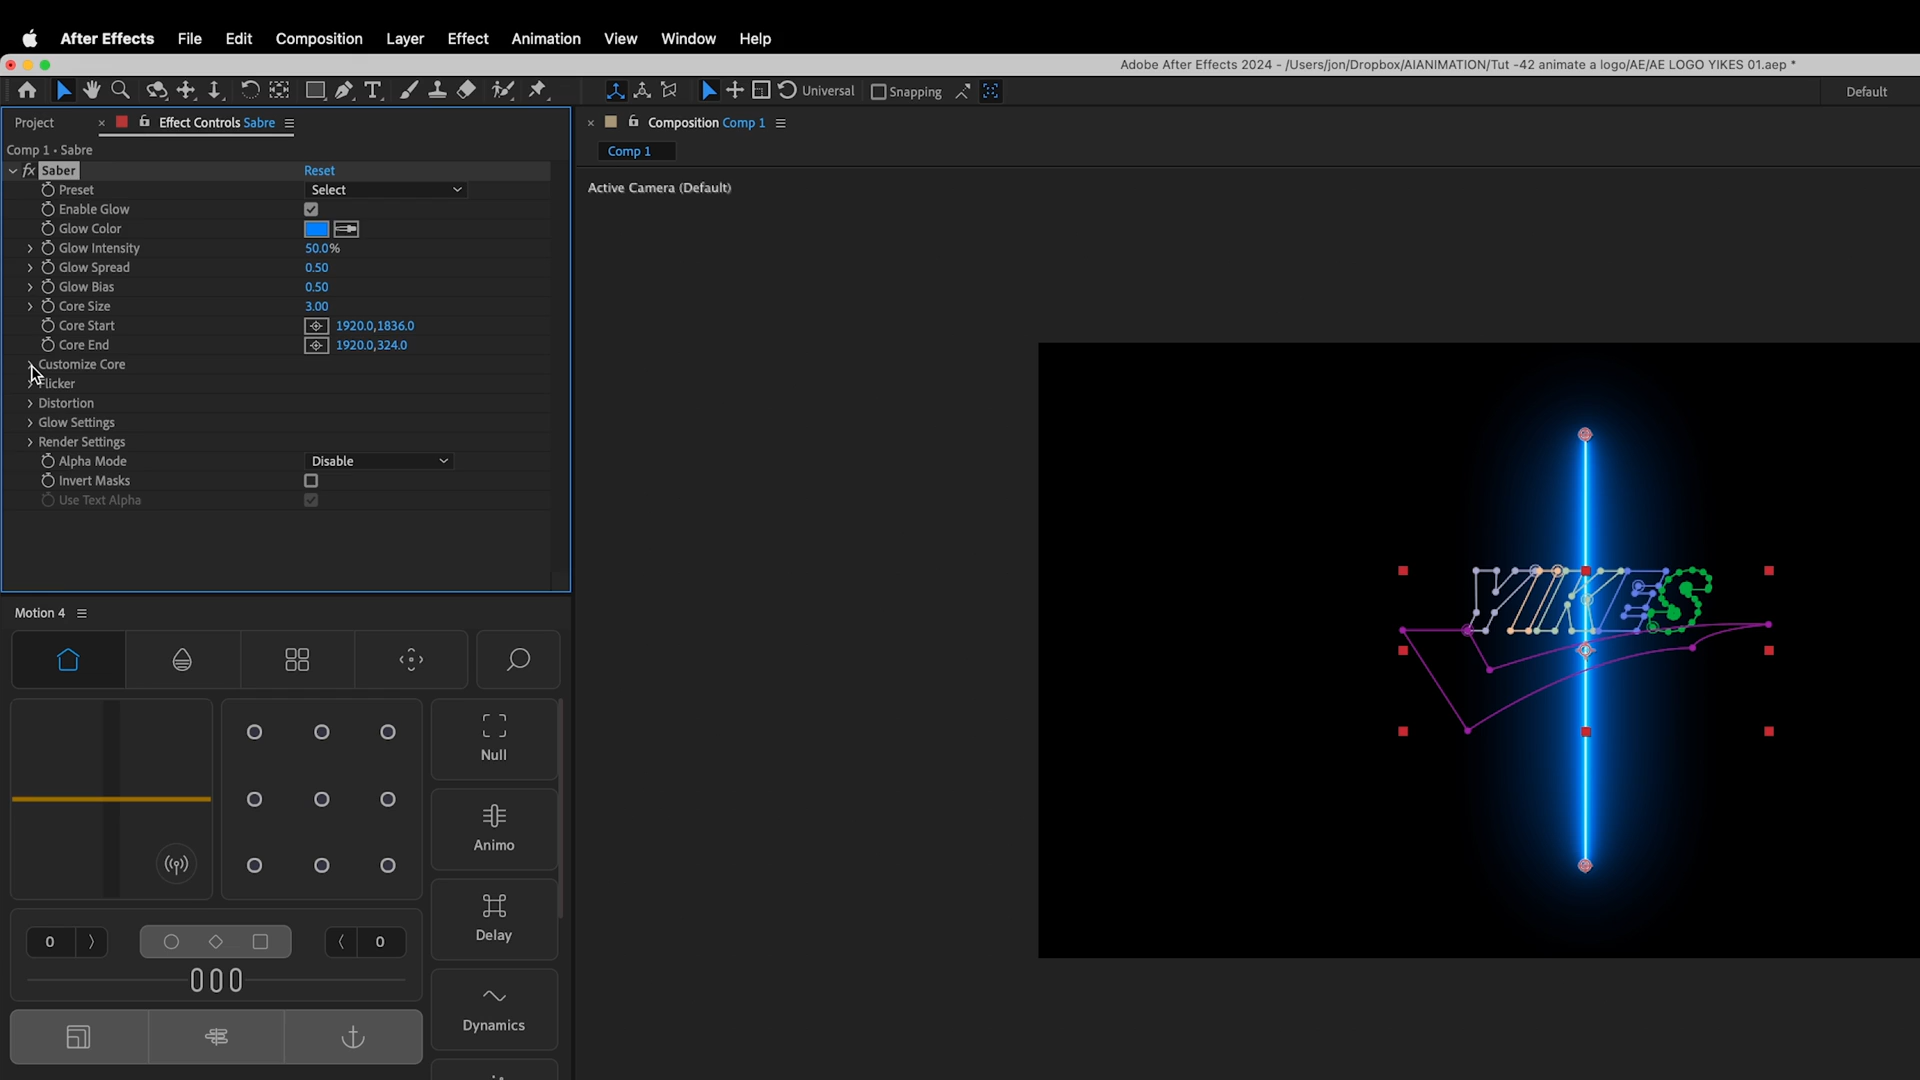 After Effects File Edit Composition Layer Effect Animation View Window Help
Adobe After Effects 2024 - /Users/jon/Dropbox/AIANIMATION/Tut -42 animate a logo/AE/AE LOGO YIKES 01.aep *
Universal Snapping Default
Project Effect Controls Sabre Composition Comp 1
Comp 1 • Sabre
Comp 1
fx Saber Reset
Preset Select
Active Camera (Default)
Enable Glow
Glow Color
Glow Intensity 50.0%
Glow Spread 0.50
Glow Bias 0.50
Core Size 3.00
Core Start 1920.0,1836.0
Core End 1920.0,324.0
Customize Core
Flicker
Distortion
Glow Settings
Render Settings
Alpha Mode Disable
Invert Masks
Use Text Alpha
YIKES
Motion 4
Null
Animo
Delay
0 0
Dynamics